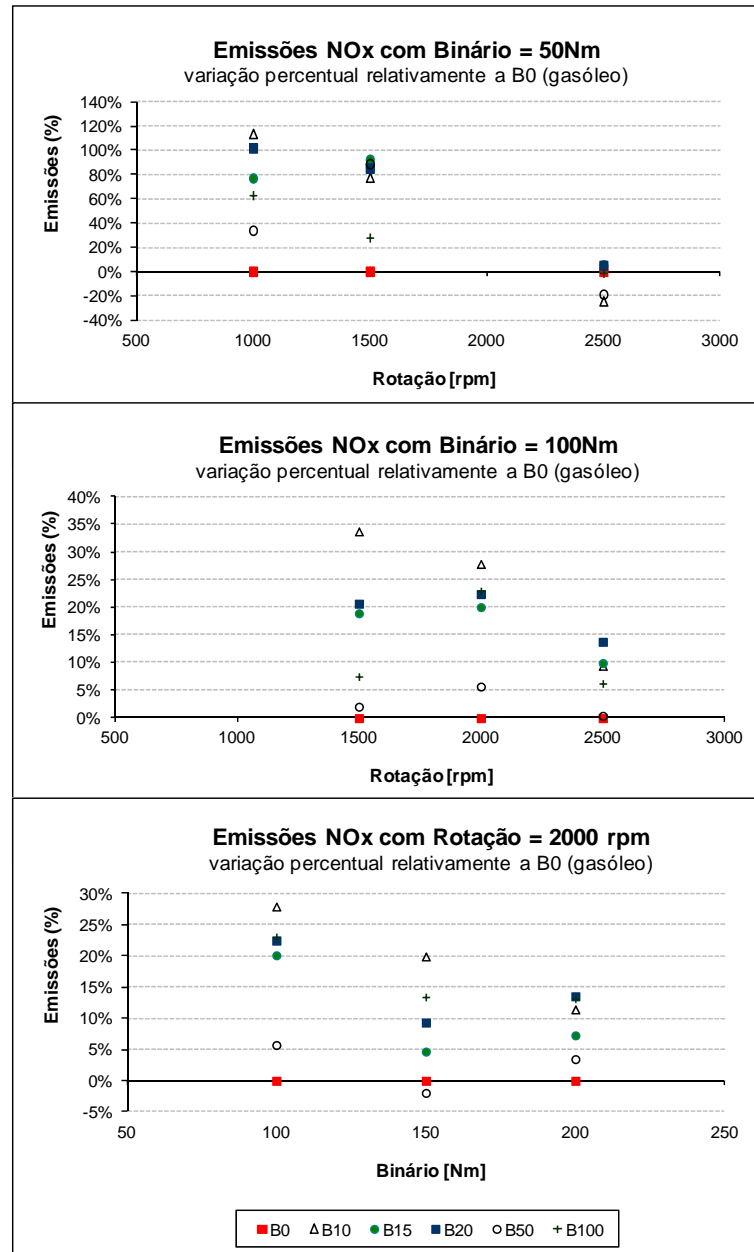 Emissões NOx com Binário = 50Nm
variação percentual relativamente a B0 (gasóleo)
Emissões (%)
140%
120%
100%
80%
60%
40%
20%
0%
-20%
-40%
500 1000 1500 2000 2500 3000
Rotação [rpm]
Emissões NOx com Binário = 100Nm
variação percentual relativamente a B0 (gasóleo)
Emissões (%)
40%
35%
30%
25%
20%
15%
10%
5%
0%
500 1000 1500 2000 2500 3000
Rotação [rpm]
Emissões NOx com Rotação = 2000 rpm
variação percentual relativamente a B0 (gasóleo)
Emissões (%)
30%
25%
20%
15%
10%
5%
0%
-5%
50 100 150 200 250
Binário [Nm]
B0 B10 B15 B20 B50 B100